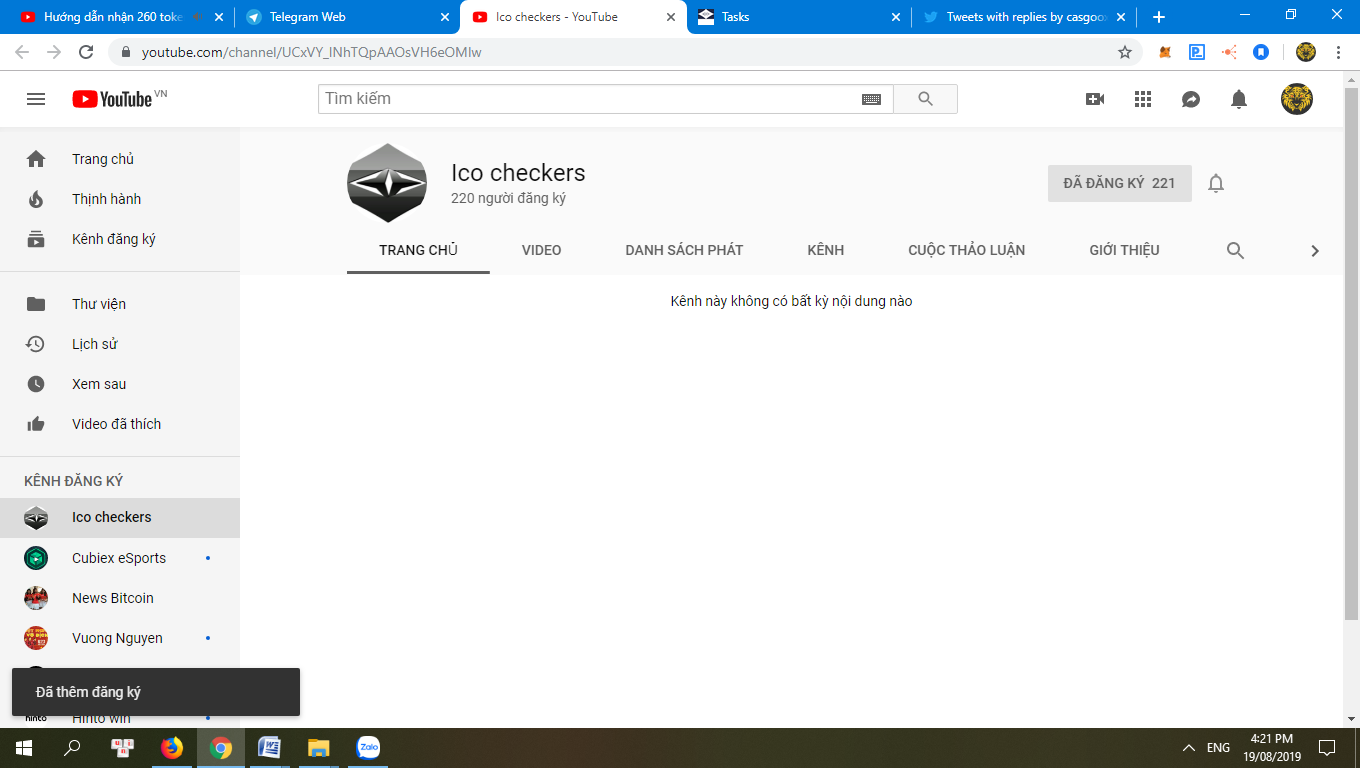 Hướng dẫn nhận 260 toke
Telegram Web
Ico checkers - YouTube
Tasks
Tweets with replies by casgoo
youtube.com/channel/UCxVY_lNhTQpAAOsVH6eOMIw
YouTube VN
Tìm kiếm
Trang chủ
Thịnh hành
Kênh đăng ký
Thư viện
Lịch sử
Xem sau
Video đã thích
KÊNH ĐĂNG KÝ
Ico checkers
Cubiex eSports
News Bitcoin
Vuong Nguyen
Hinto win
Đã thêm đăng ký
Ico checkers
220 người đăng ký
ĐÃ ĐĂNG KÝ 221
TRANG CHỦ
VIDEO
DANH SÁCH PHÁT
KÊNH
CUỘC THẢO LUẬN
GIỚI THIỆU
Kênh này không có bất kỳ nội dung nào
Zalo
ENG
4:21 PM
19/08/2019